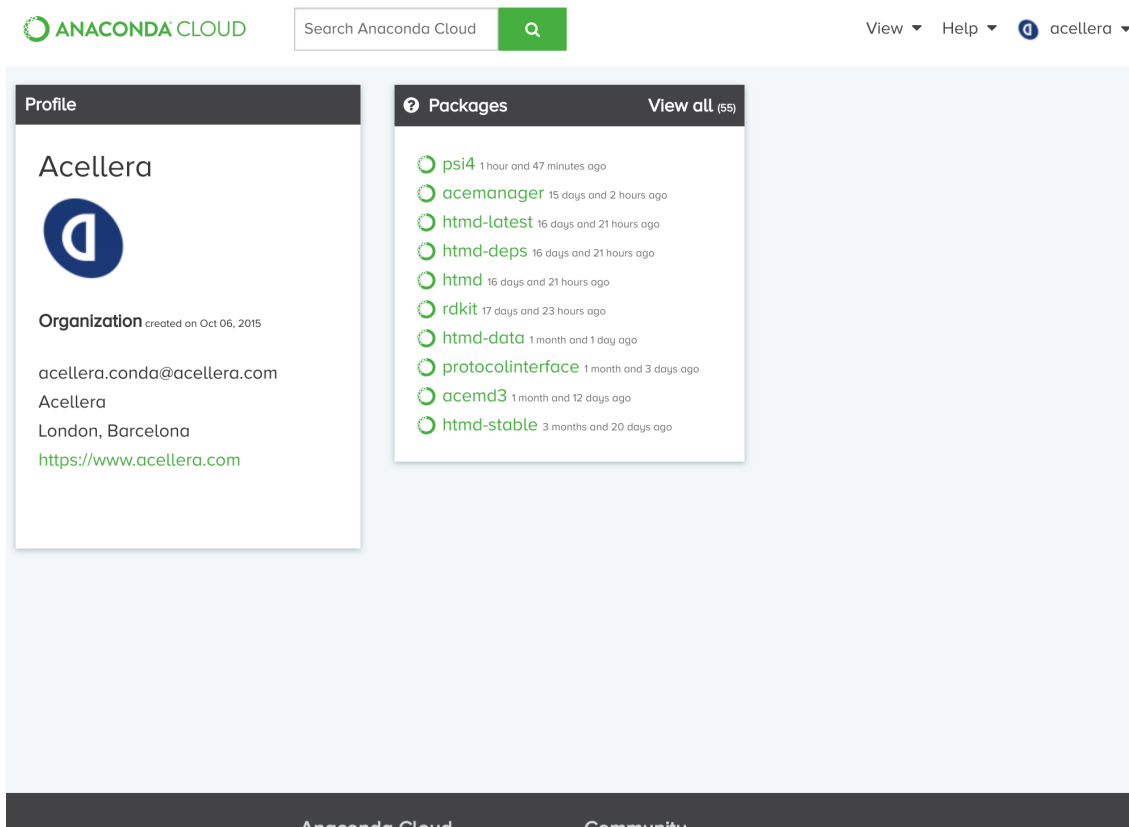 ANACONDA CLOUD
Search Anaconda Cloud
View
Help
acellera
Profile
Acellera
Organization created on Oct 06, 2015
acellera.conda@acellera.com
Acellera
London, Barcelona
https://www.acellera.com
Packages View all (55)
psi4 1 hour and 47 minutes ago
acemanager 15 days and 2 hours ago
htmd-latest 16 days and 21 hours ago
htmd-deps 16 days and 21 hours ago
htmd 16 days and 21 hours ago
rdkit 17 days and 23 hours ago
htmd-data 1 month and 1 day ago
protocolinterface 1 month and 3 days ago
acemd3 1 month and 12 days ago
htmd-stable 3 months and 20 days ago
Anaconda Cloud
Community